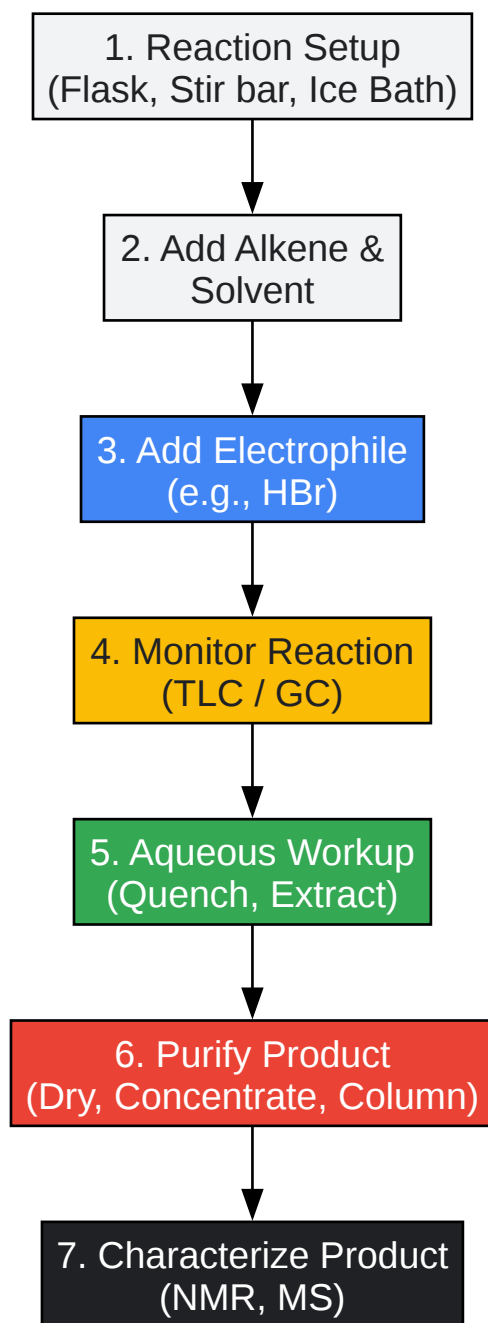 1. Reaction Setup
(Flask, Stir bar, Ice Bath)
2. Add Alkene &
Solvent
3. Add Electrophile
(e.g., HBr)
4. Monitor Reaction
(TLC / GC)
5. Aqueous Workup
(Quench, Extract)
6. Purify Product
(Dry, Concentrate, Column)
7. Characterize Product
(NMR, MS)